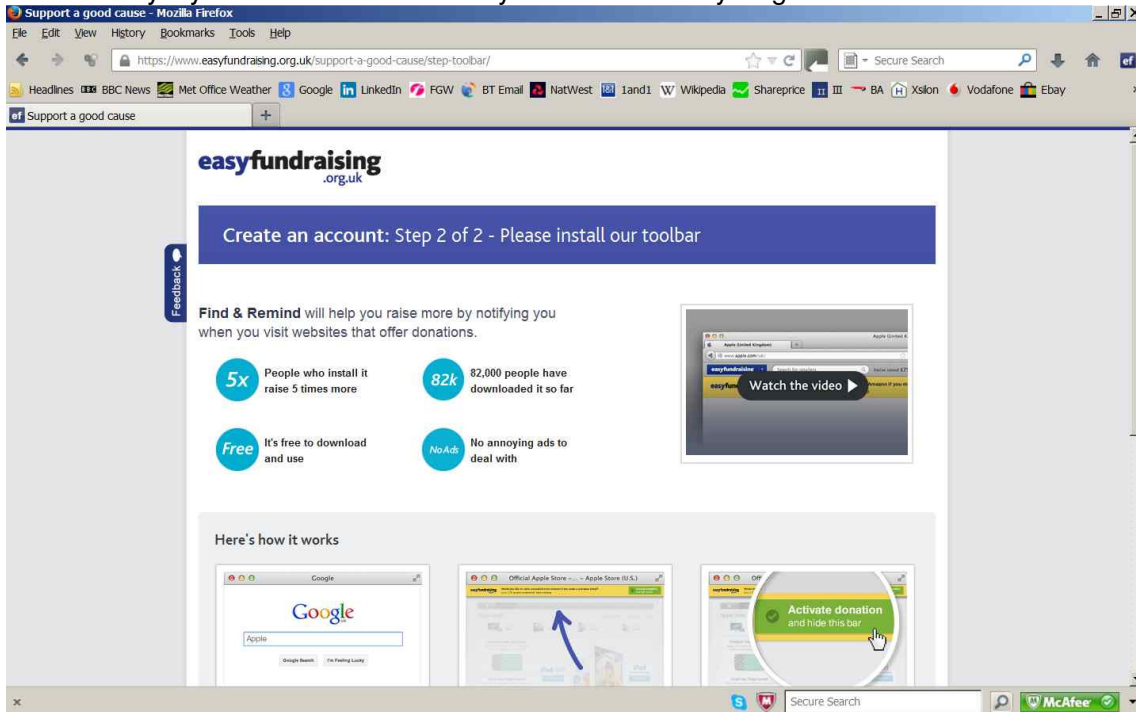 Support a good cause - Mozilla Firefox
File Edit View History Bookmarks Tools Help
https://www.easyfundraising.org.uk/support-a-good-cause/step-toolbar/ Secure Search
Headlines BBC News Met Office Weather Google LinkedIn FGW BT Email NatWest 1and1 Wikipedia Shareprice III BA Xsilon Vodafone Ebay
ef Support a good cause
easyfundraising
.org.uk
Create an account: Step 2 of 2 - Please install our toolbar
Feedback
Find & Remind will help you raise more by notifying you
when you visit websites that offer donations.
5x People who install it
raise 5 times more
82k 82,000 people have
downloaded it so far
Free It's free to download
and use
NoAds No annoying ads to
deal with
Watch the video
Here's how it works
Google
Google
Apple
Google Search I'm Feeling Lucky
Official Apple Store - ... - Apple Store (U.S.)
Activate donation
and hide this bar
Secure Search McAfee